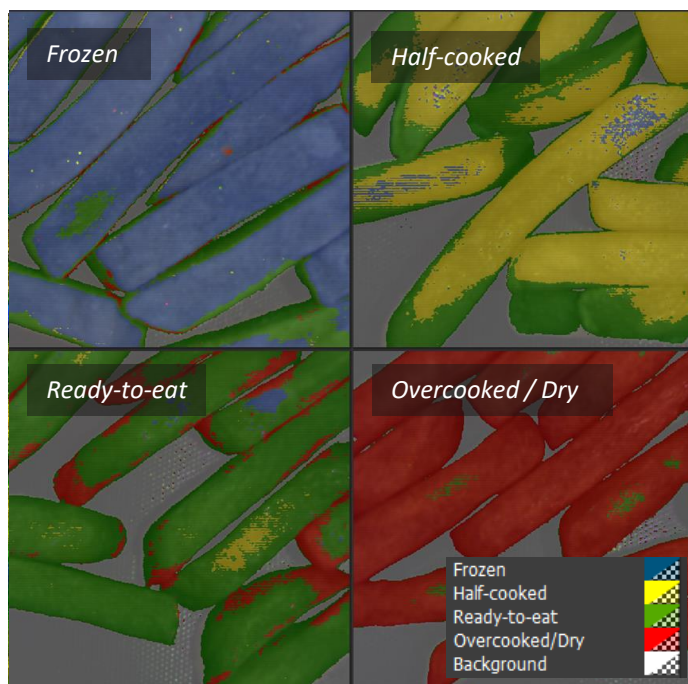 Frozen
Half-cooked
Ready-to-eat
Overcooked / Dry
Frozen
Half-cooked
Ready-to-eat
Overcooked/Dry
Background